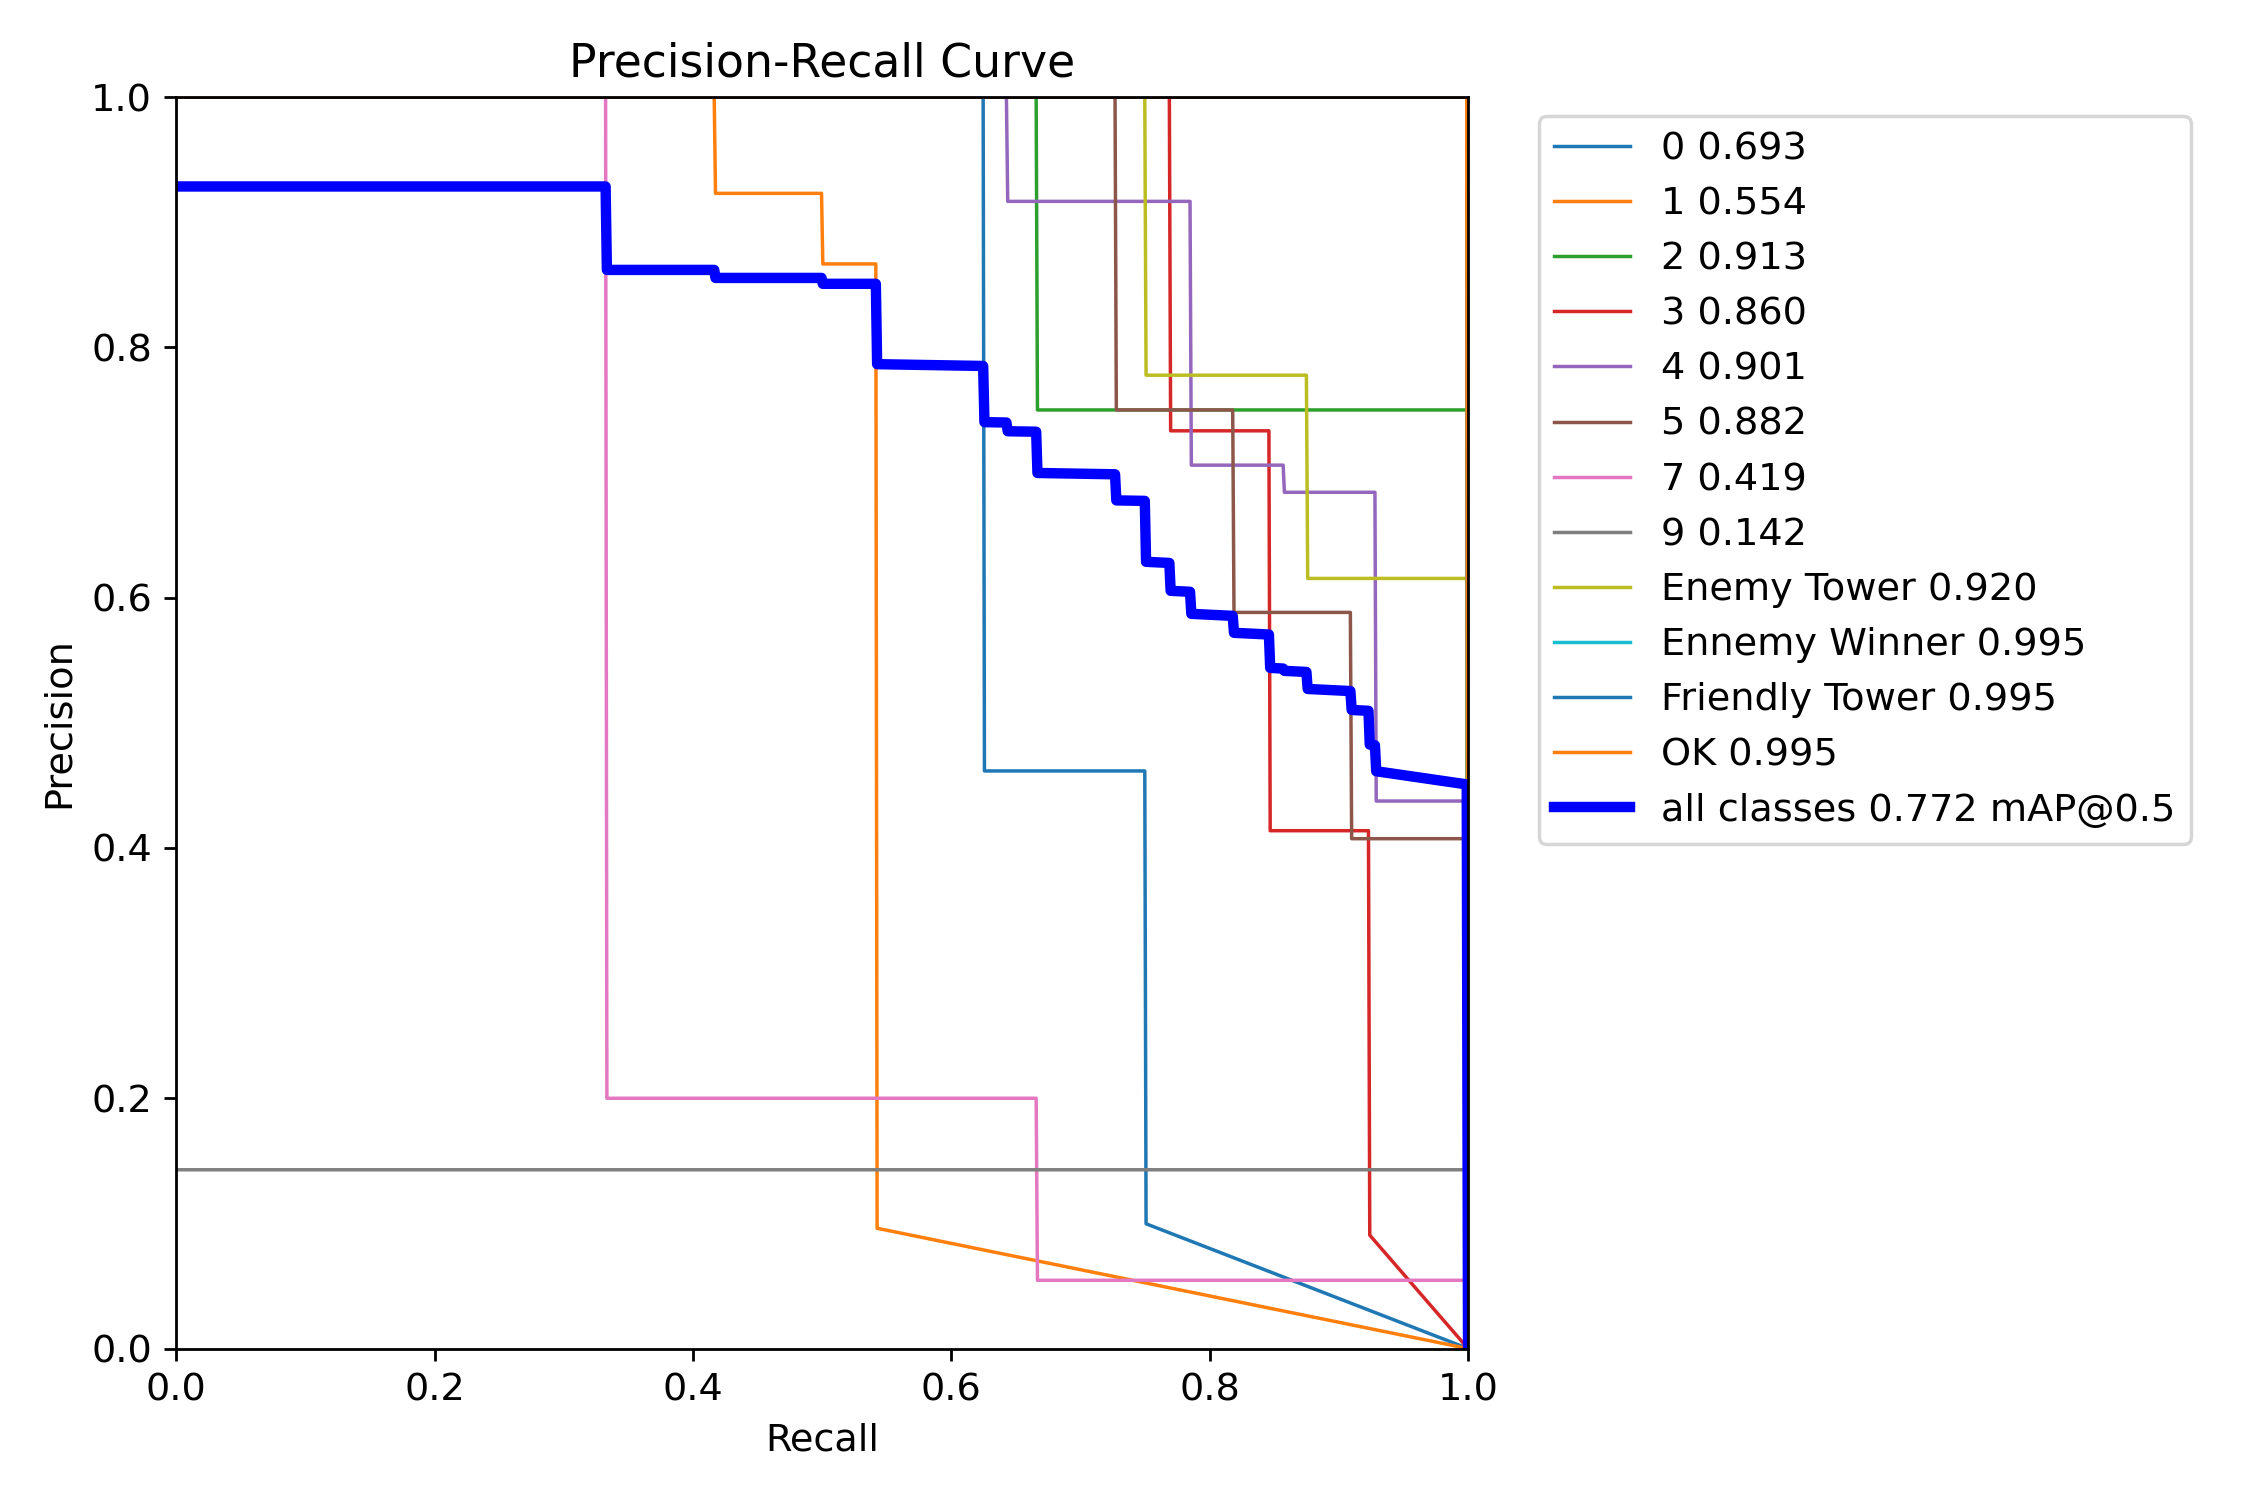 Precision-Recall Curve
1.0
0.8
0.6
0.4
0.2
0.0
Precision
0.0 0.2 0.4 0.6 0.8 1.0
Recall
0 0.693
1 0.554
2 0.913
3 0.860
4 0.901
5 0.882
7 0.419
9 0.142
Enemy Tower 0.920
Ennemy Winner 0.995
Friendly Tower 0.995
OK 0.995
all classes 0.772 mAP@0.5